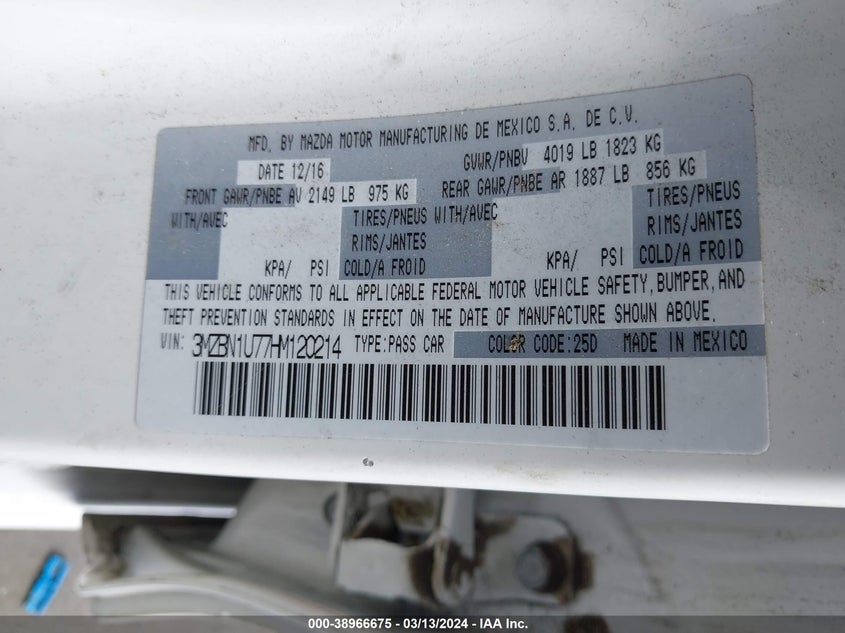 MFD. BY MAZDA MOTOR MANUFACTURING DE MEXICO S.A. DE C.V.
DATE 12/16 GVWR/PNBV 4019 LB 1823 KG
FRONT GAWR/PNBE AV 2149 LB 975 KG REAR GAWR/PNBE AR 1887 LB 856 KG
WITH/AVEC TIRES/PNEUS WITH/AVEC TIRES/PNEUS
RIMS/JANTES RIMS/JANTES
KPA/ PSI COLD/A FROID KPA/ PSI COLD/A FROID
THIS VEHICLE CONFORMS TO ALL APPLICABLE FEDERAL MOTOR VEHICLE SAFETY, BUMPER, AND
THEFT PREVENTION STANDARDS IN EFFECT ON THE DATE OF MANUFACTURE SHOWN ABOVE.
VIN: 3MZBN1U77HM120214 TYPE:PASS CAR COLOR CODE:25D MADE IN MEXICO
000-38966675 - 03/13/2024 - IAA Inc.